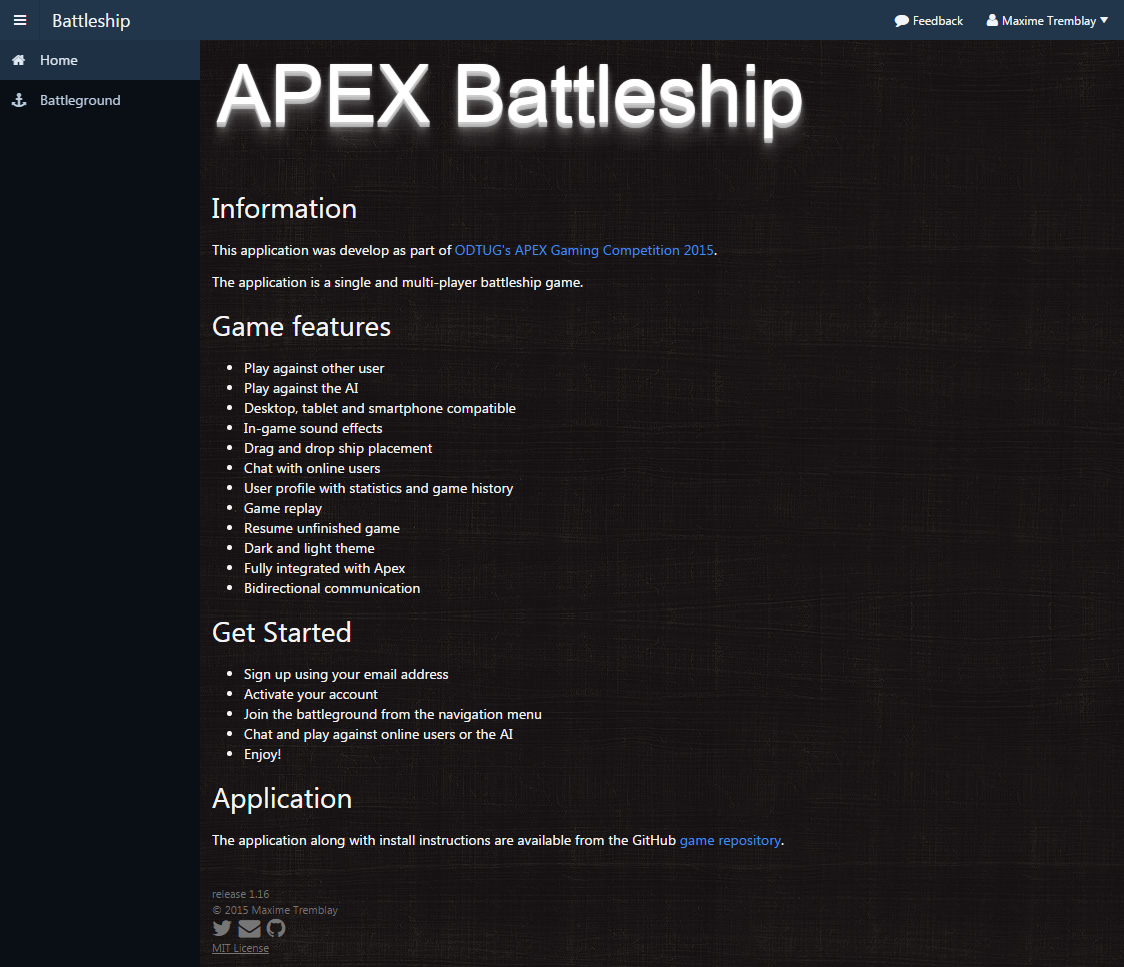 Battleship
Feedback
Maxime Tremblay
Home
Battleground
APEX Battleship
Information
This application was develop as part of ODTUG's APEX Gaming Competition 2015.
The application is a single and multi-player battleship game.
Game features
Play against other user
Play against the AI
Desktop, tablet and smartphone compatible
In-game sound effects
Drag and drop ship placement
Chat with online users
User profile with statistics and game history
Game replay
Resume unfinished game
Dark and light theme
Fully integrated with Apex
Bidirectional communication
Get Started
Sign up using your email address
Activate your account
Join the battleground from the navigation menu
Chat and play against online users or the AI
Enjoy!
Application
The application along with install instructions are available from the GitHub game repository.
release 1.16
© 2015 Maxime Tremblay
MIT License